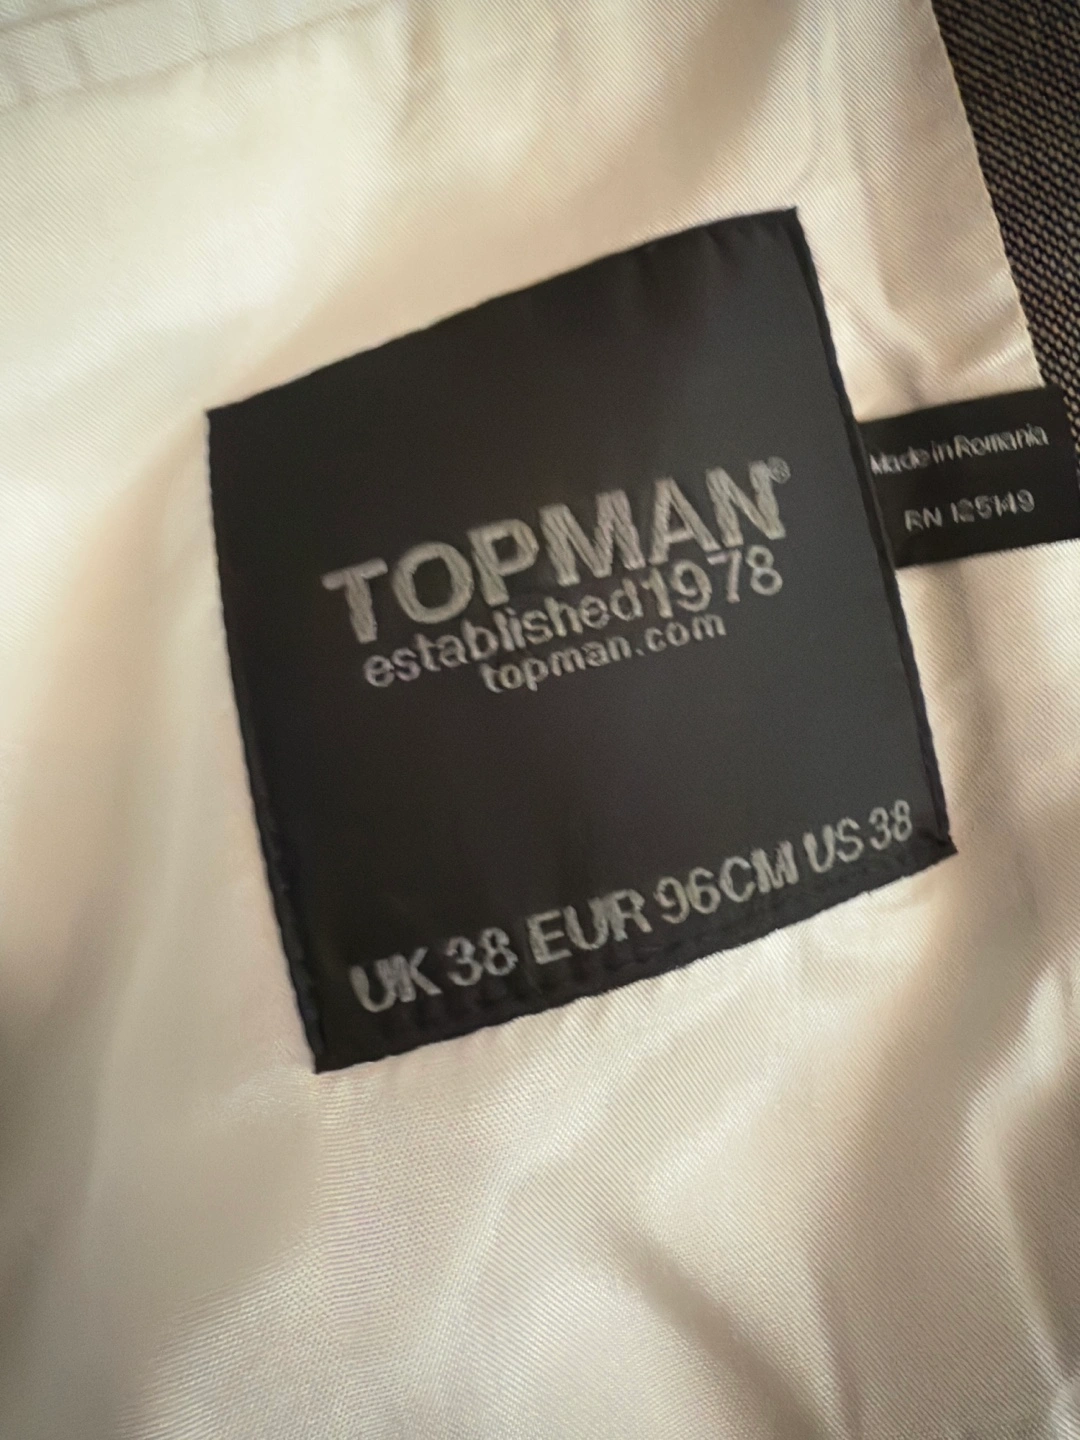 TOPMAN®
established1978
topman.com
UK 38 EUR 96CM US 38
Made in Romania
RN 125149